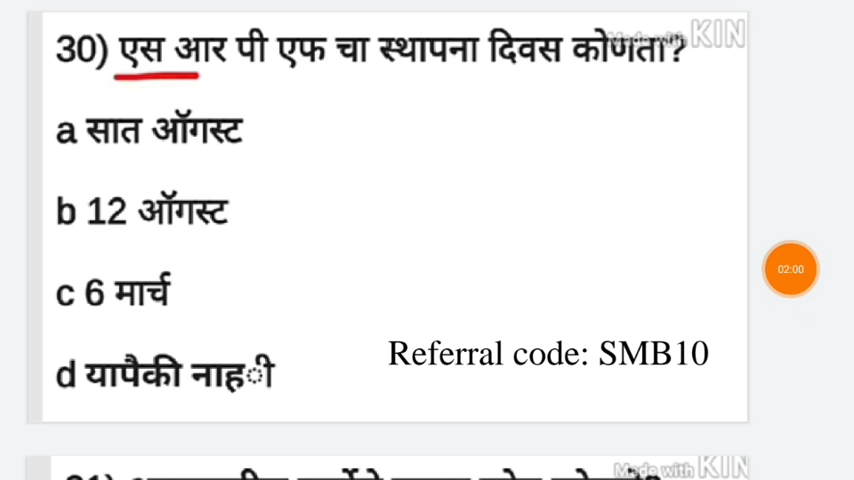 30) एस आर पी एफ चा स्थापना दिवस कोणता?
Made with KIN
a सात ऑगस्ट
b 12 ऑगस्ट
c 6 मार्च
02:00
Referral code: SMB10
d यापैकी नाहृी
Made with KIN